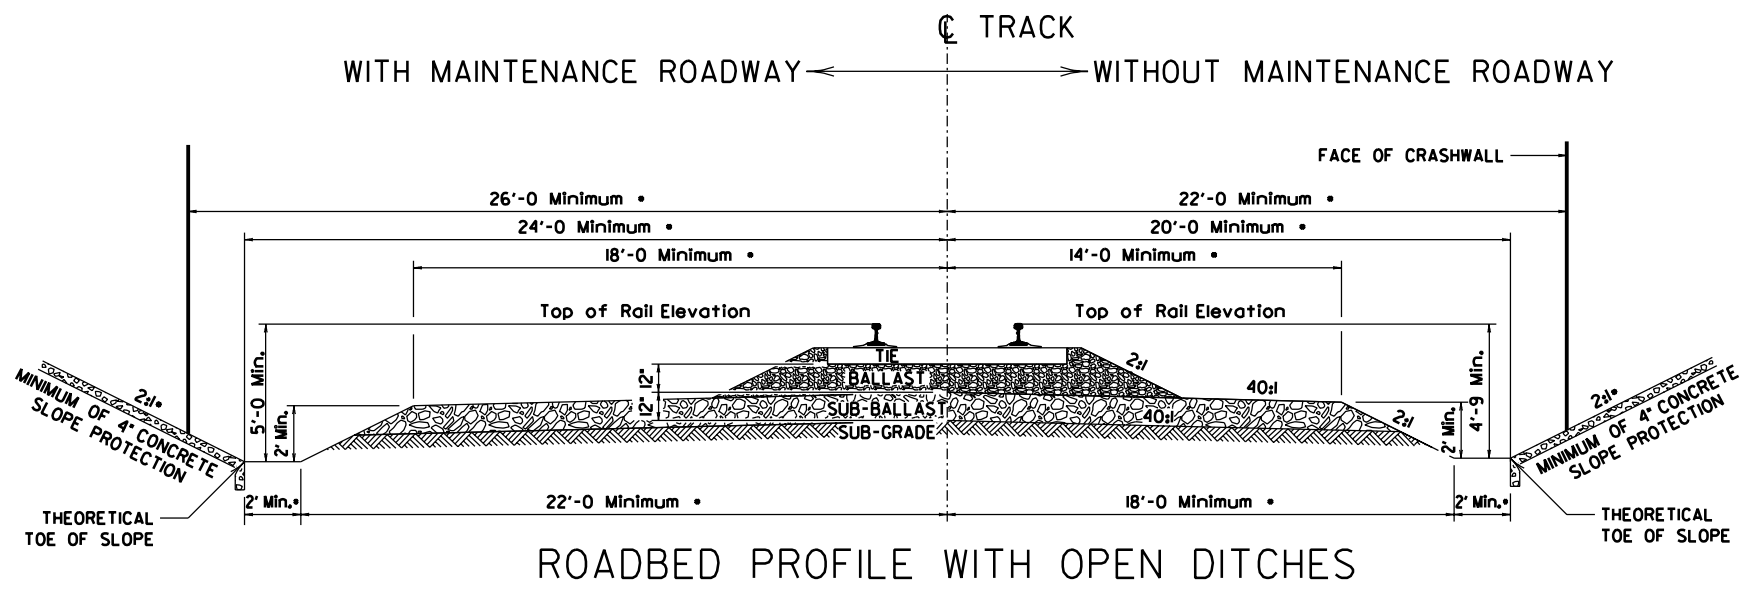 ℄ TRACK
WITH MAINTENANCE ROADWAY
WITHOUT MAINTENANCE ROADWAY
FACE OF CRASHWALL
26'-0 Minimum *
22'-0 Minimum *
24'-0 Minimum *
20'-0 Minimum *
18'-0 Minimum *
14'-0 Minimum *
Top of Rail Elevation
Top of Rail Elevation
TIE
BALLAST
SUB-BALLAST
SUB-GRADE
12"
12"
2:1
40:1
40:1
2:1
5'-0 Min.
2' Min.
4'-9 Min.
2' Min.
2:1*
MINIMUM OF 4" CONCRETE
SLOPE PROTECTION
2:1*
MINIMUM OF 4" CONCRETE
SLOPE PROTECTION
2' Min.*
22'-0 Minimum *
18'-0 Minimum *
2' Min.*
THEORETICAL
TOE OF SLOPE
THEORETICAL
TOE OF SLOPE
ROADBED PROFILE WITH OPEN DITCHES